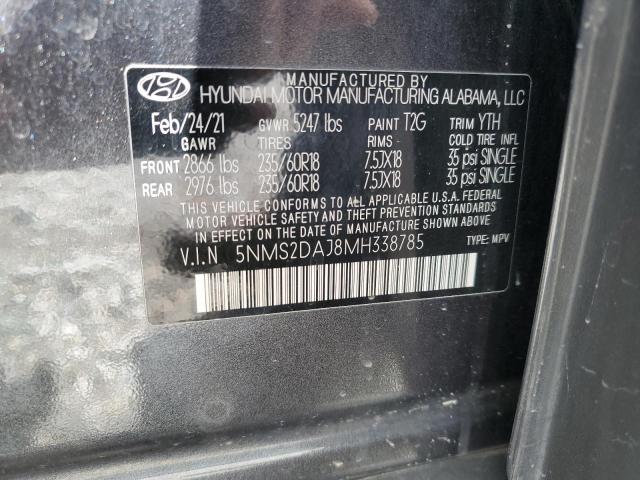 MANUFACTURED BY
HYUNDAI MOTOR MANUFACTURING ALABAMA, LLC
Feb/24/21 GVWR 5247 lbs PAINT T2G TRIM YTH
GAWR TIRES RIMS COLD TIRE INFL
FRONT 2866 lbs 235/60R18 7.5JX18 35 psi SINGLE
REAR 2976 lbs 235/60R18 7.5JX18 35 psi SINGLE
THIS VEHICLE CONFORMS TO ALL APPLICABLE U.S.A. FEDERAL
MOTOR VEHICLE SAFETY AND THEFT PREVENTION STANDARDS
IN EFFECT ON THE DATE OF MANUFACTURE SHOWN ABOVE.
V.I.N 5NMS2DAJ8MH338785 TYPE: MPV